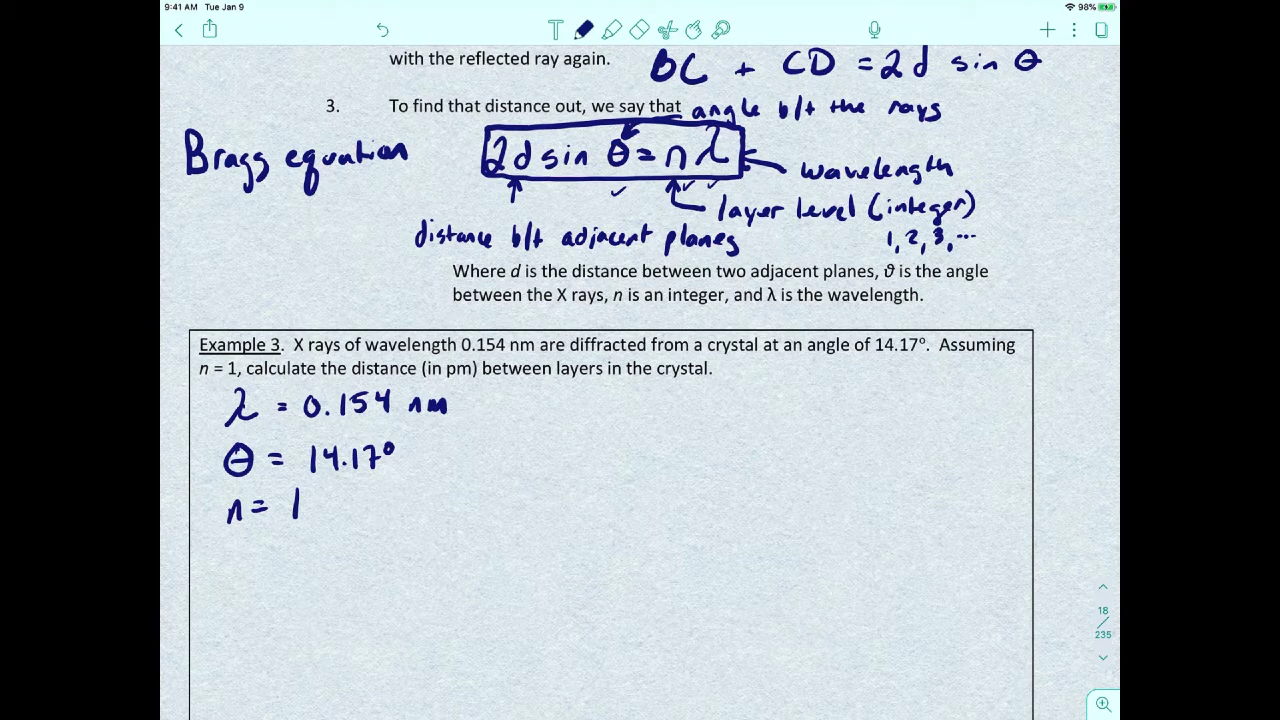 9:41 AM Tue Jan 9
98%
with the reflected ray again. BC + CD = 2d sin θ
3. To find that distance out, we say that angle b/t the rays
Bragg equation 2d sin θ = nλ wavelength
layer level (integer)
distance b/t adjacent planes 1, 2, 3, ...
Where d is the distance between two adjacent planes, ϑ is the angle
between the X rays, n is an integer, and λ is the wavelength.
Example 3. X rays of wavelength 0.154 nm are diffracted from a crystal at an angle of 14.17°. Assuming
n = 1, calculate the distance (in pm) between layers in the crystal.
λ = 0.154 nm
θ = 14.17°
n = 1
18
/
235